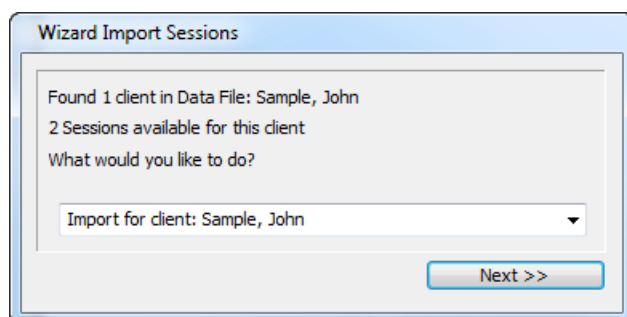 Wizard Import Sessions
Found 1 client in Data File: Sample, John
2 Sessions available for this client
What would you like to do?
Import for client: Sample, John
Next >>